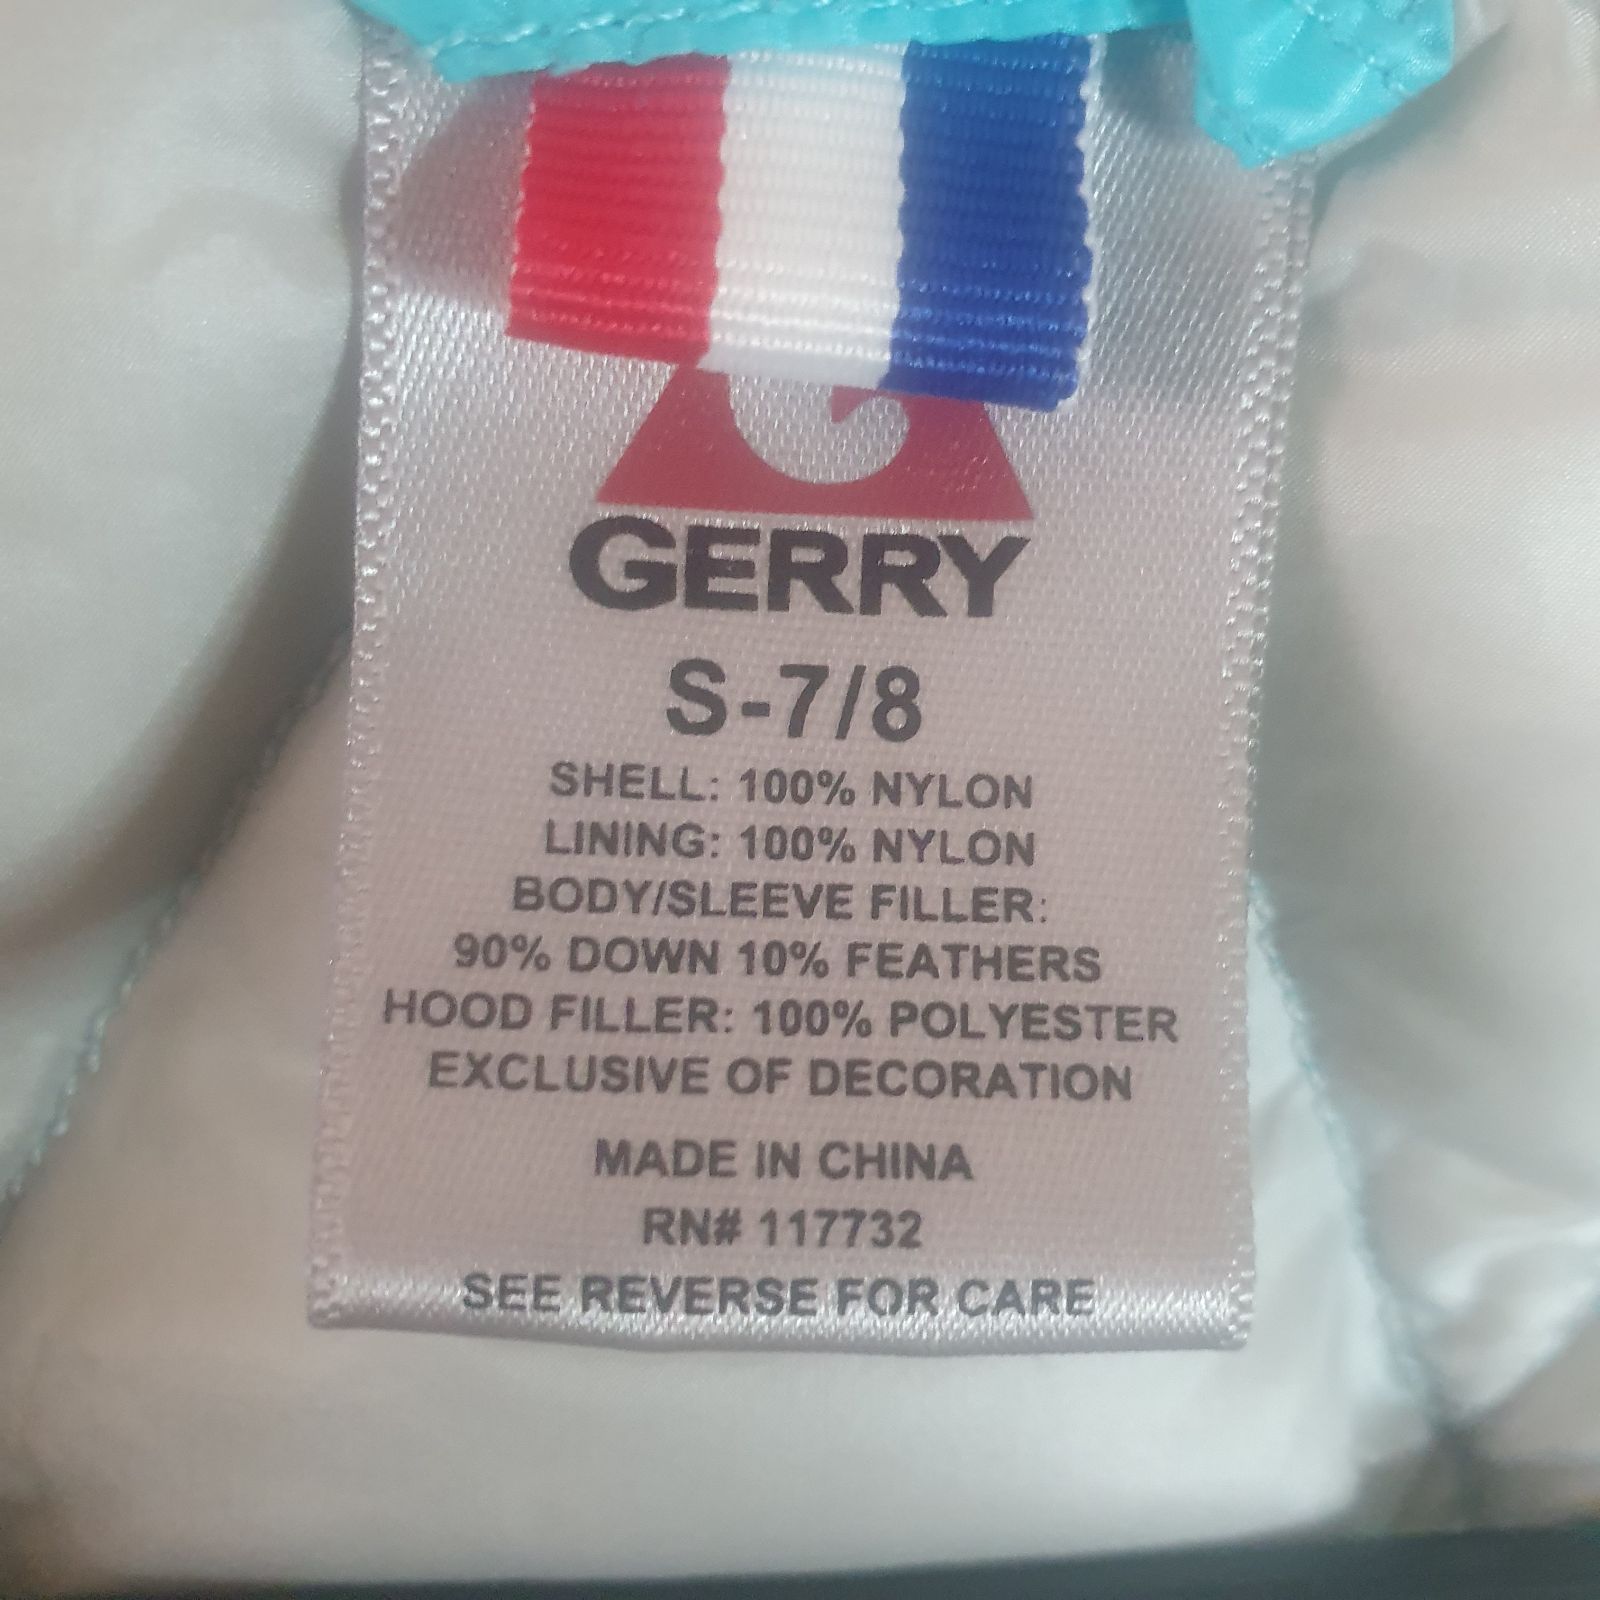 GERRY
S-7/8
SHELL: 100% NYLON
LINING: 100% NYLON
BODY/SLEEVE FILLER:
90% DOWN 10% FEATHERS
HOOD FILLER: 100% POLYESTER
EXCLUSIVE OF DECORATION
MADE IN CHINA
RN# 117732
SEE REVERSE FOR CARE